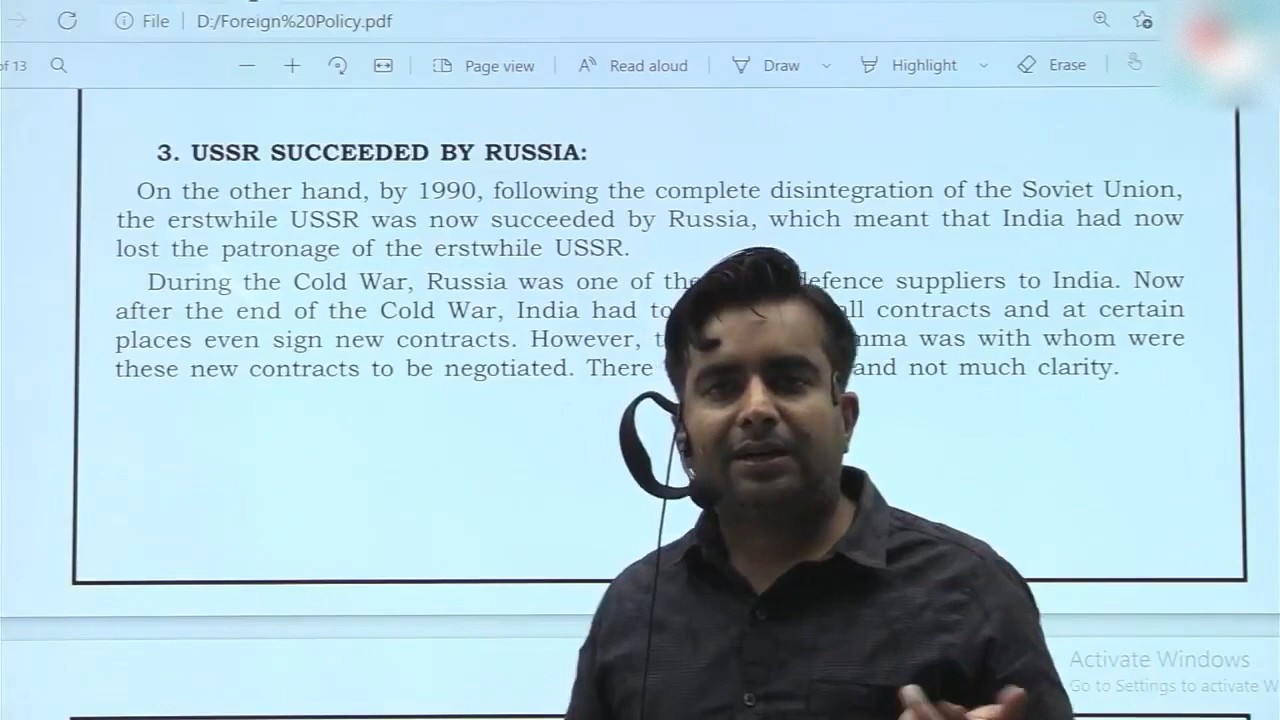 File D:/Foreign%20Policy.pdf
of 13 Page view Read aloud Draw Highlight Erase
3. USSR SUCCEEDED BY RUSSIA:
On the other hand, by 1990, following the complete disintegration of the Soviet Union,
the erstwhile USSR was now succeeded by Russia, which meant that India had now
lost the patronage of the erstwhile USSR.
During the Cold War, Russia was one of the defence suppliers to India. Now
after the end of the Cold War, India had to all contracts and at certain
places even sign new contracts. However, was with whom were
these new contracts to be negotiated. There and not much clarity.
Activate Windows
Go to Settings to activate